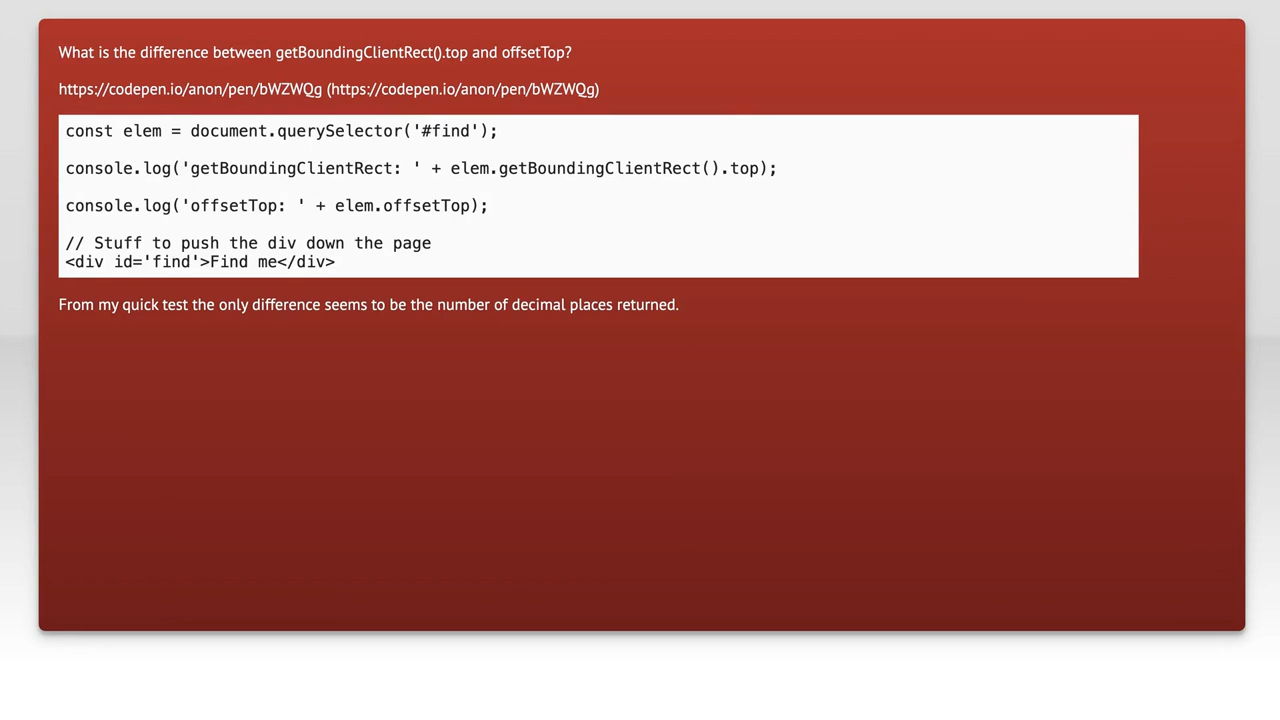 What is the difference between getBoundingClientRect().top and offsetTop?
https://codepen.io/anon/pen/bWZWQg (https://codepen.io/anon/pen/bWZWQg)
const elem = document.querySelector('#find');
console.log('getBoundingClientRect: ' + elem.getBoundingClientRect().top);
console.log('offsetTop: ' + elem.offsetTop);
// Stuff to push the div down the page
<div id='find'>Find me</div>
From my quick test the only difference seems to be the number of decimal places returned.